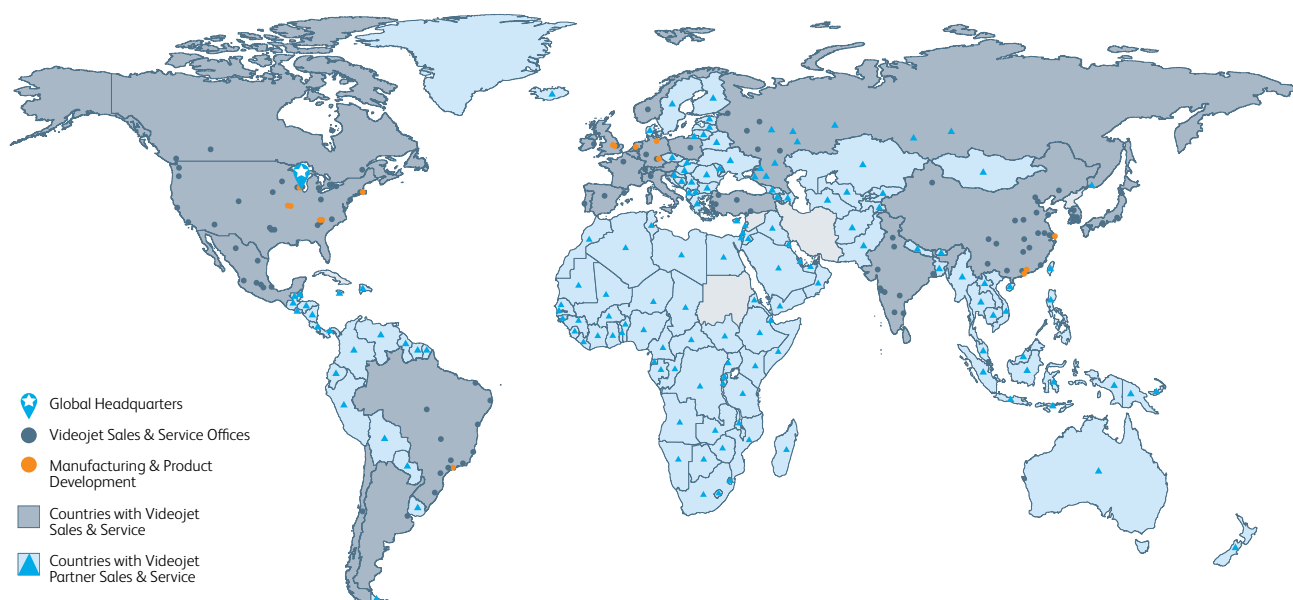 Global Headquarters
Videojet Sales & Service Offices
Manufacturing & Product
Development
Countries with Videojet
Sales & Service
Countries with Videojet
Partner Sales & Service